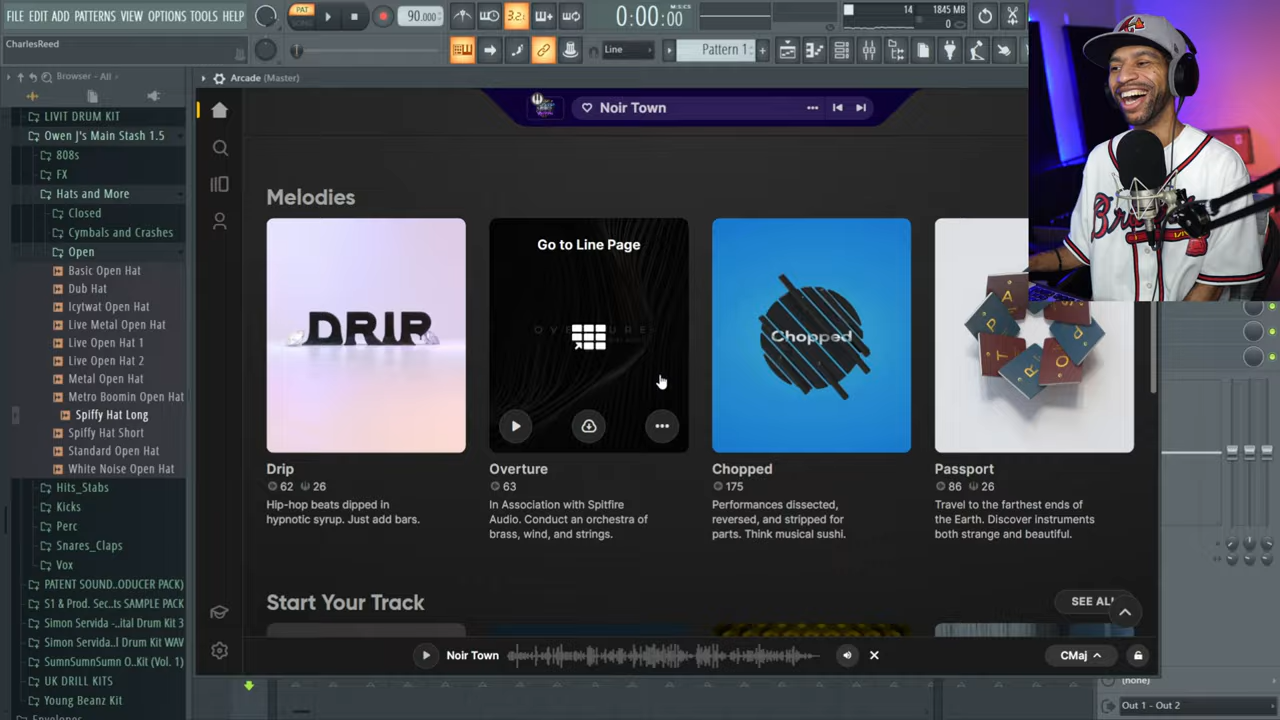 FILE EDIT ADD PATTERNS VIEW OPTIONS TOOLS HELP
PAT
SONG
90.000
3.2.
0:00:00
M:S:CS
14
1845 MB
0
CharlesReed
Line
Pattern 1
Browser - All
Arcade (Master)
LIVIT DRUM KIT
Owen J's Main Stash 1.5
808s
FX
Hats and More
Closed
Cymbals and Crashes
Open
Basic Open Hat
Dub Hat
Icytwat Open Hat
Live Metal Open Hat
Live Open Hat 1
Live Open Hat 2
Metal Open Hat
Metro Boomin Open Hat
Spiffy Hat Long
Spiffy Hat Short
Standard Open Hat
White Noise Open Hat
Hits_Stabs
Kicks
Perc
Snares_Claps
Vox
PATENT SOUND..ODUCER PACK)
S1 & Prod. Sec..ts SAMPLE PACK
Simon Servida ..ital Drum Kit 3
Simon Servida ..l Drum Kit WAV
SumnSumnSumn O..Kit (Vol. 1)
UK DRILL KITS
Young Beanz Kit
Envelopes
Noir Town
Melodies
DRIP
Go to Line Page
OVERTURE
Chopped
PASSPORT
Drip
62 26
Hip-hop beats dipped in
hypnotic syrup. Just add bars.
Overture
63
In Association with Spitfire
Audio. Conduct an orchestra of
brass, wind, and strings.
Chopped
175
Performances dissected,
reversed, and stripped for
parts. Think musical sushi.
Passport
86 26
Travel to the farthest ends of
the Earth. Discover instruments
both strange and beautiful.
Start Your Track
SEE ALL
Noir Town
CMaj
(none)
Out 1 - Out 2